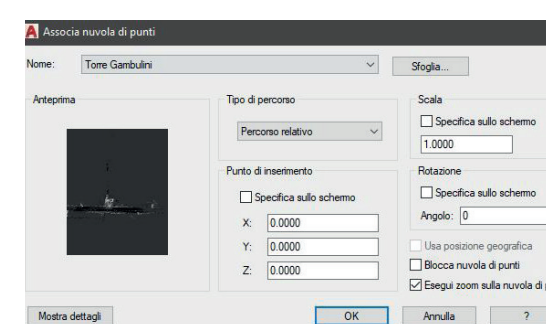 Associa nuvola di punti
Nome: Torre Gambulini Sfoglia...
Anteprima
Tipo di percorso
Percorso relativo
Punto di inserimento
Specifica sullo schermo
X: 0.0000
Y: 0.0000
Z: 0.0000
Scala
Specifica sullo schermo
1.0000
Rotazione
Specifica sullo schermo
Angolo: 0
Usa posizione geografica
Blocca nuvola di punti
Esegui zoom sulla nuvola di
Mostra dettagli OK Annulla ?